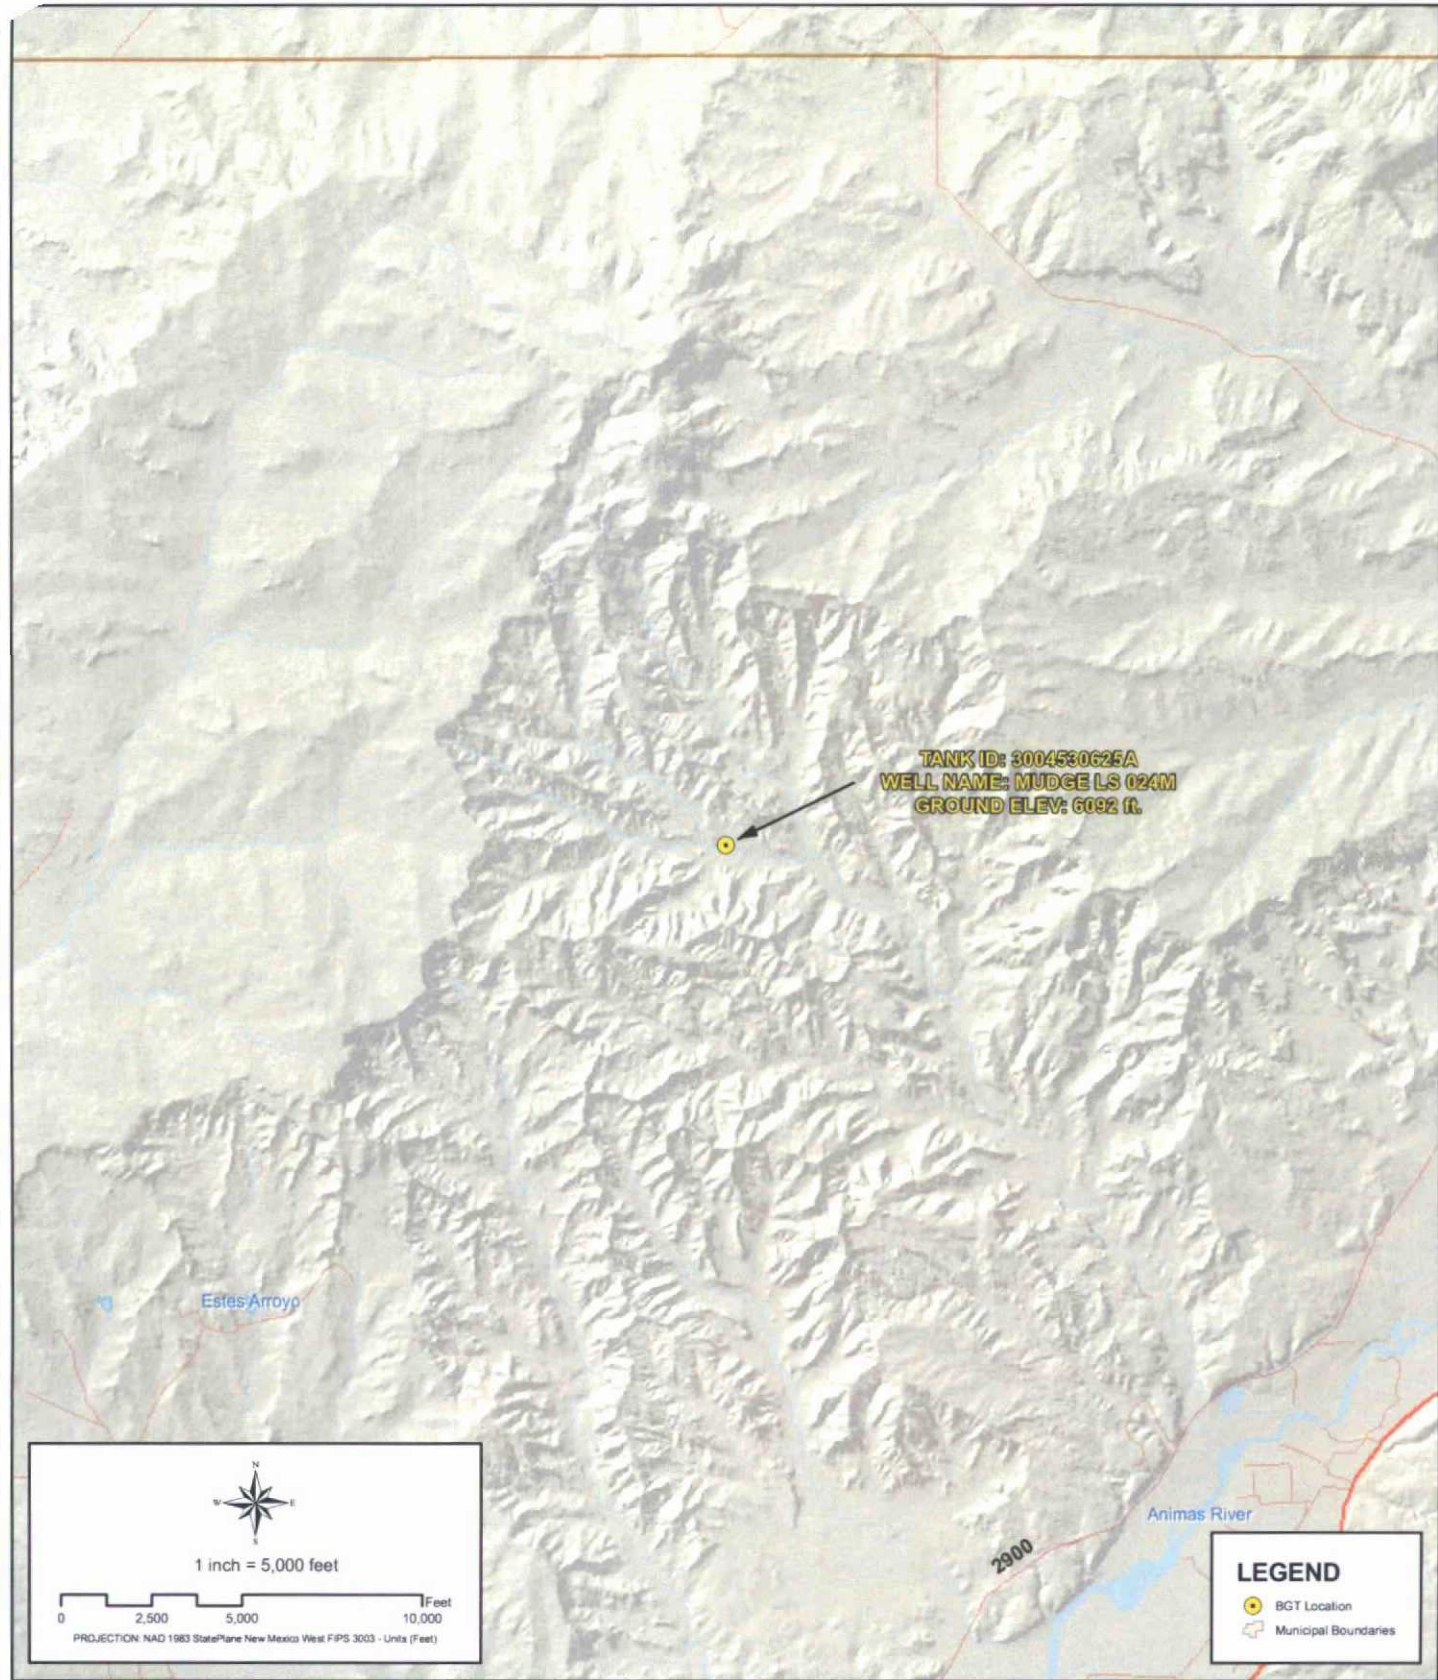 TANK ID: 3004530625A
WELL NAME: MUDGE LS 024M
GROUND ELEV: 6092 ft.
Estes Arroyo
Animas River
2900
N
W E
S
1 inch = 5,000 feet
Feet
0 2,500 5,000 10,000
PROJECTION: NAD 1983 StatePlane New Mexico West FIPS 3003 - Units (Feet)
LEGEND
BGT Location
Municipal Boundaries